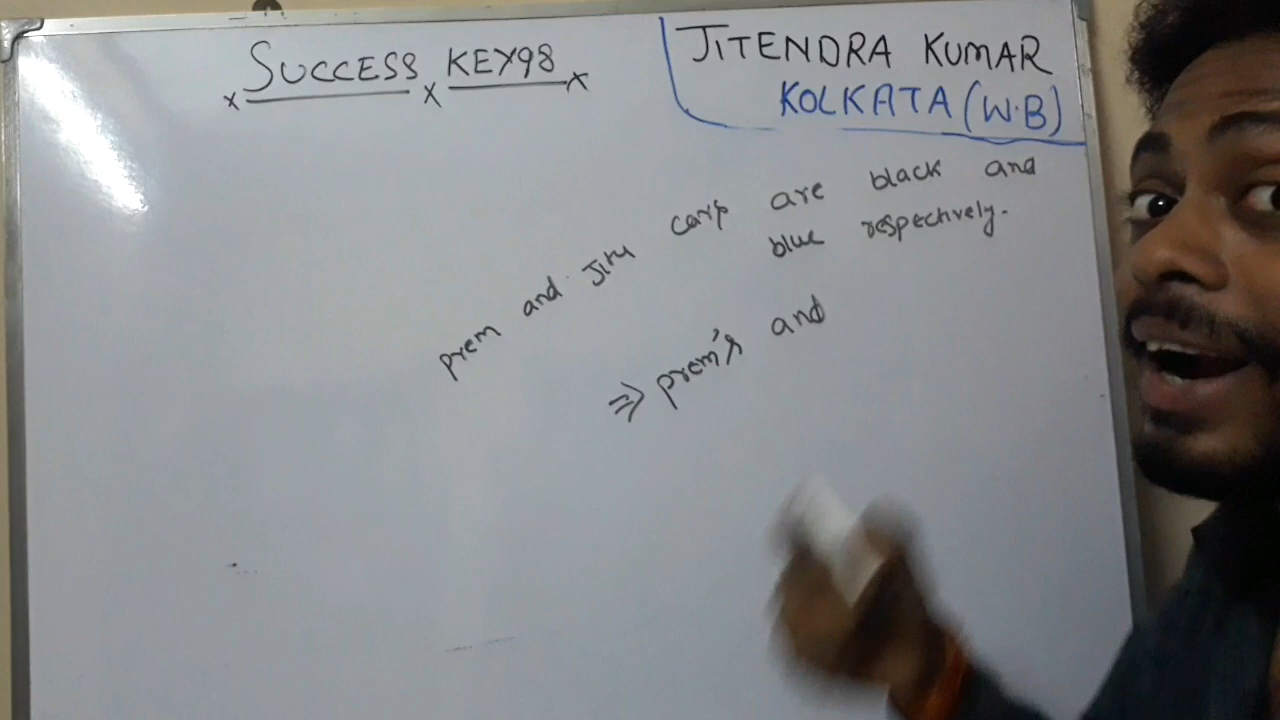 SUCCESS KEY98
JITENDRA KUMAR
KOLKATA (W.B)
prem and Jitu cars are black and
blue respectively.
⇒ prem's and